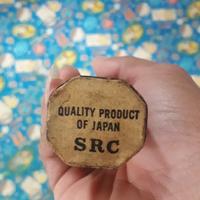 QUALITY PRODUCT
OF JAPAN
SRC